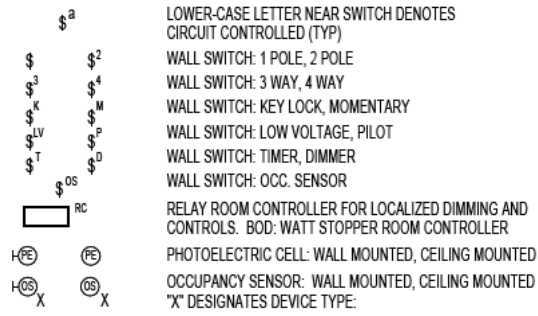 $a LOWER-CASE LETTER NEAR SWITCH DENOTES
CIRCUIT CONTROLLED (TYP)
$ $2 WALL SWITCH: 1 POLE, 2 POLE
$3 $4 WALL SWITCH: 3 WAY, 4 WAY
$K $M WALL SWITCH: KEY LOCK, MOMENTARY
$LV $P WALL SWITCH: LOW VOLTAGE, PILOT
$T $D WALL SWITCH: TIMER, DIMMER
$OS WALL SWITCH: OCC. SENSOR
RC RELAY ROOM CONTROLLER FOR LOCALIZED DIMMING AND
CONTROLS. BOD: WATT STOPPER ROOM CONTROLLER
PE PE PHOTOELECTRIC CELL: WALL MOUNTED, CEILING MOUNTED
OS X OS X OCCUPANCY SENSOR: WALL MOUNTED, CEILING MOUNTED
"X" DESIGNATES DEVICE TYPE: